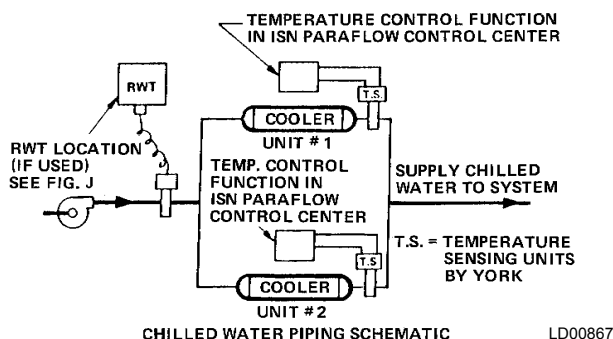 TEMPERATURE CONTROL FUNCTION
IN ISN PARAFLOW CONTROL CENTER
RWT
T.S.
COOLER
UNIT #1
RWT LOCATION
(IF USED)
SEE FIG. J
TEMP. CONTROL
FUNCTION IN
ISN PARAFLOW
CONTROL CENTER
SUPPLY CHILLED
WATER TO SYSTEM
T.S
T.S. = TEMPERATURE
SENSING UNITS
BY YORK
COOLER
UNIT #2
CHILLED WATER PIPING SCHEMATIC
LD00867